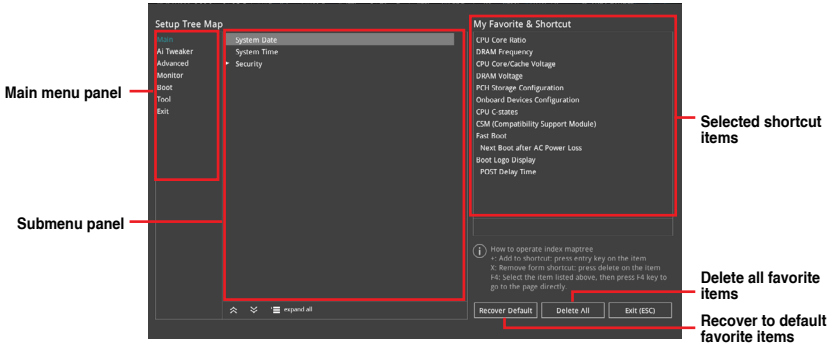 Setup Tree Map
My Favorite & Shortcut
Main
Ai Tweaker
Advanced
Monitor
Boot
Tool
Exit
System Date
System Time
Security
CPU Core Ratio
DRAM Frequency
CPU Core/Cache Voltage
DRAM Voltage
PCH Storage Configuration
Onboard Devices Configuration
CPU C-states
CSM (Compatibility Support Module)
Fast Boot
Next Boot after AC Power Loss
Boot Logo Display
POST Delay Time
Main menu panel
Selected shortcut
items
Submenu panel
How to operate index maptree
+: Add to shortcut: press entry key on the item
X: Remove form shortcut: press delete on the item
F4: Select the item listed above, then press F4 key to
go to the page directly.
Delete all favorite
items
expand all
Recover Default
Delete All
Exit (ESC)
Recover to default
favorite items